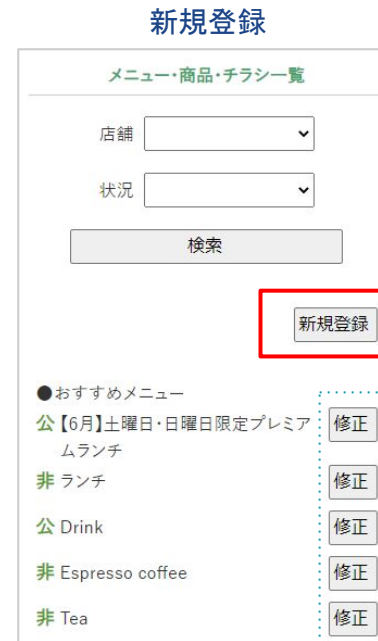 新規登録
メニュー・商品・チラシ一覧
店舗
状況
検索
新規登録
●おすすめメニュー
公【6月】土曜日・日曜日限定プレミア 修正
ムランチ
非 ランチ 修正
公 Drink 修正
非 Espresso coffee 修正
非 Tea 修正